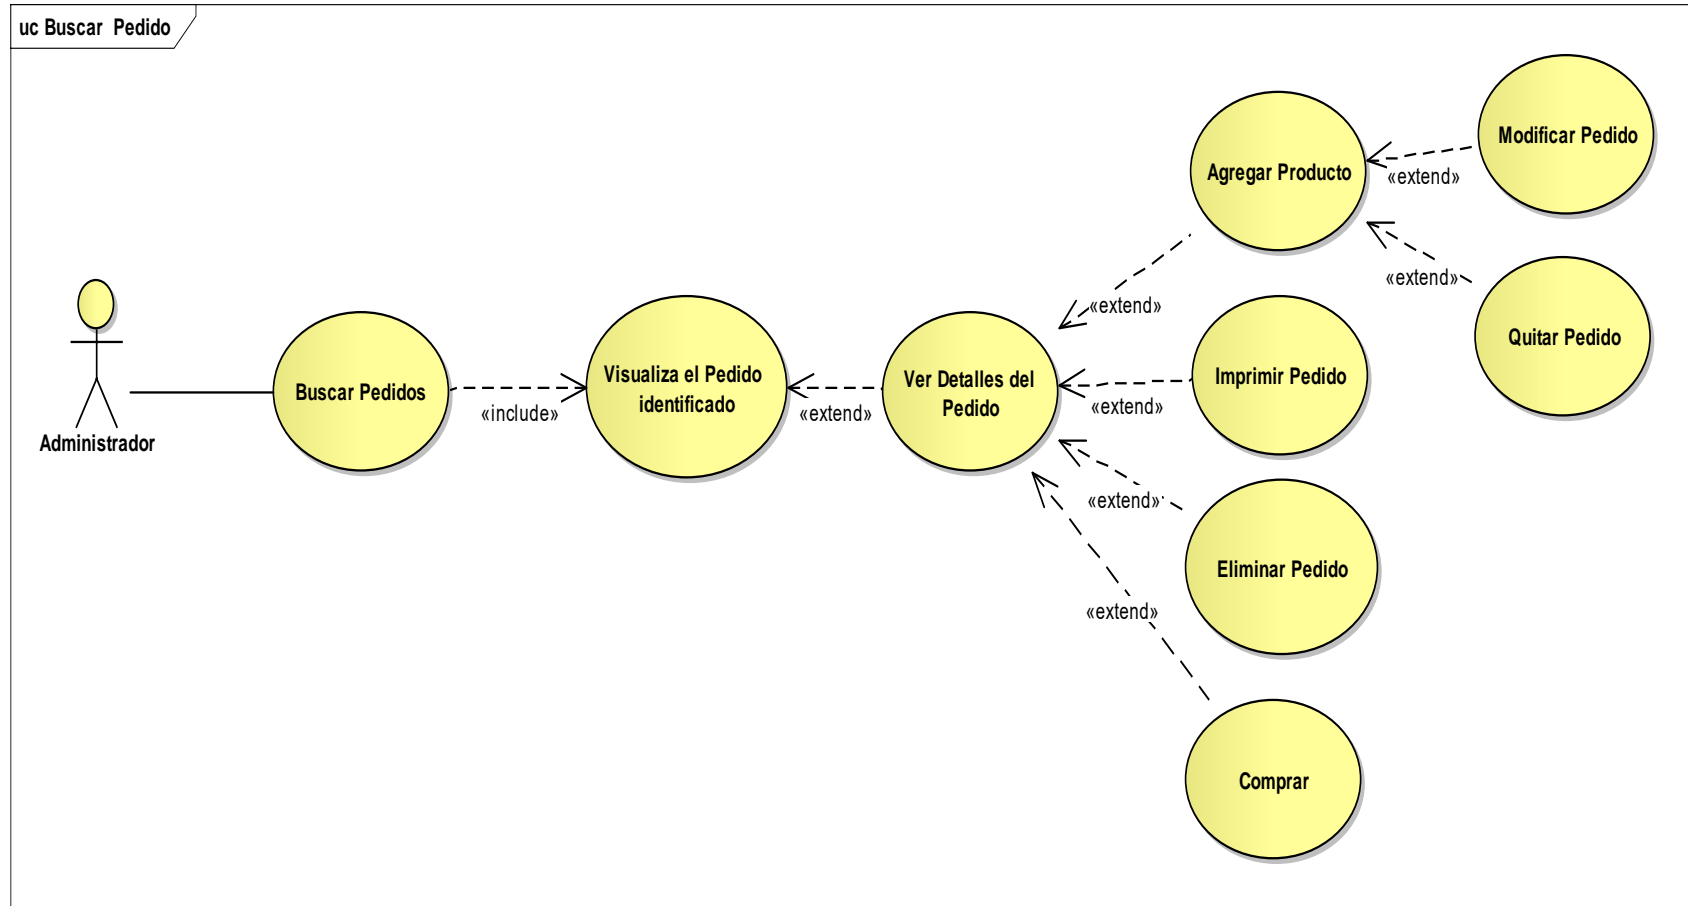 uc Buscar Pedido
Administrador
Buscar Pedidos
«include»
Visualiza el Pedido
identificado
«extend»
Ver Detalles del
Pedido
«extend»
«extend»
«extend»
«extend»
Agregar Producto
«extend»
«extend»
Modificar Pedido
Quitar Pedido
Imprimir Pedido
Eliminar Pedido
Comprar